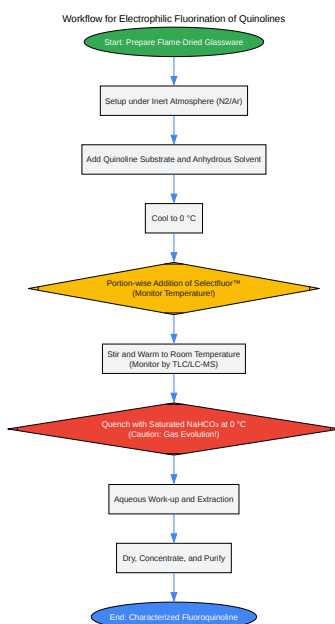 Workflow for Electrophilic Fluorination of Quinolines
Start: Prepare Flame-Dried Glassware
Setup under Inert Atmosphere (N2/Ar)
Add Quinoline Substrate and Anhydrous Solvent
Cool to 0 °C
Portion-wise Addition of Selectfluor™
(Monitor Temperature!)
Stir and Warm to Room Temperature
(Monitor by TLC/LC-MS)
Quench with Saturated NaHCO₃ at 0 °C
(Caution: Gas Evolution!)
Aqueous Work-up and Extraction
Dry, Concentrate, and Purify
End: Characterized Fluoroquinoline